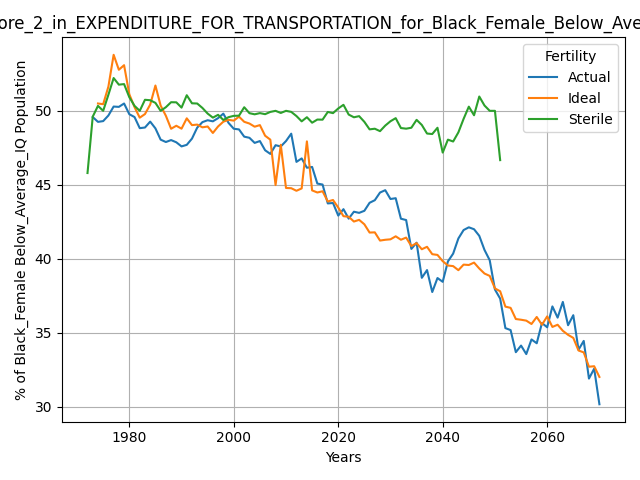 ore_2_in_EXPENDITURE_FOR_TRANSPORTATION_for_Black_Female_Below_Ave
Fertility
Actual
Ideal
Sterile
% of Black_Female Below_Average_IQ Population
50
45
40
35
30
1980
2000
2020
2040
2060
Years